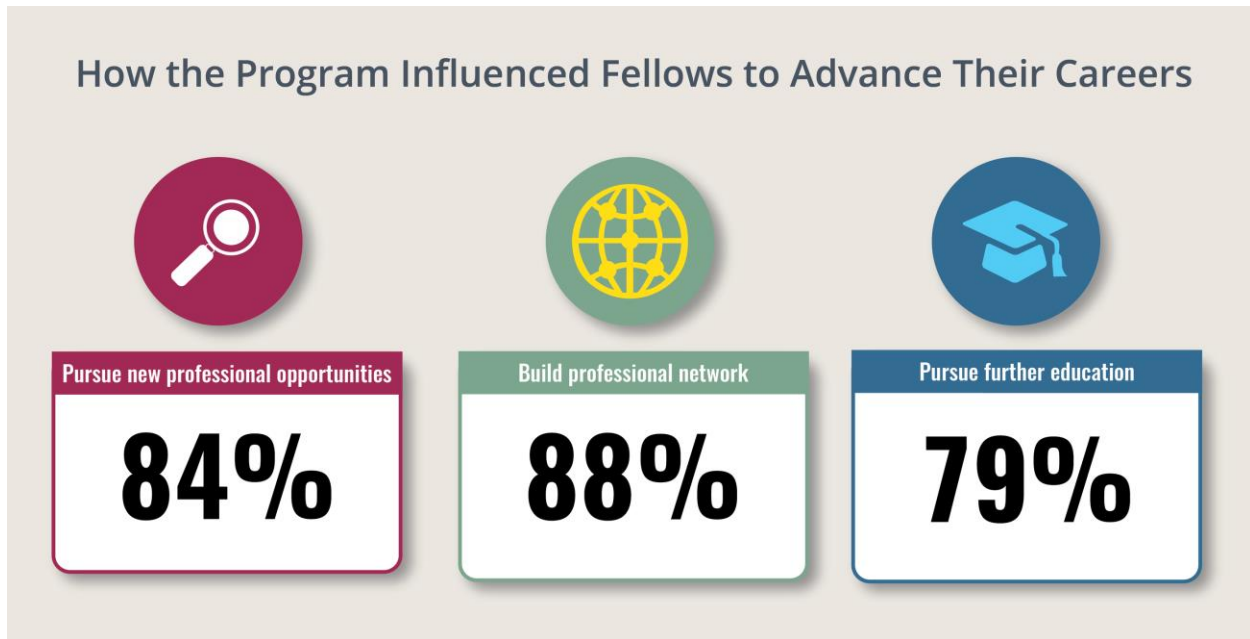 How the Program Influenced Fellows to Advance Their Careers
Pursue new professional opportunities
84%
Build professional network
88%
Pursue further education
79%